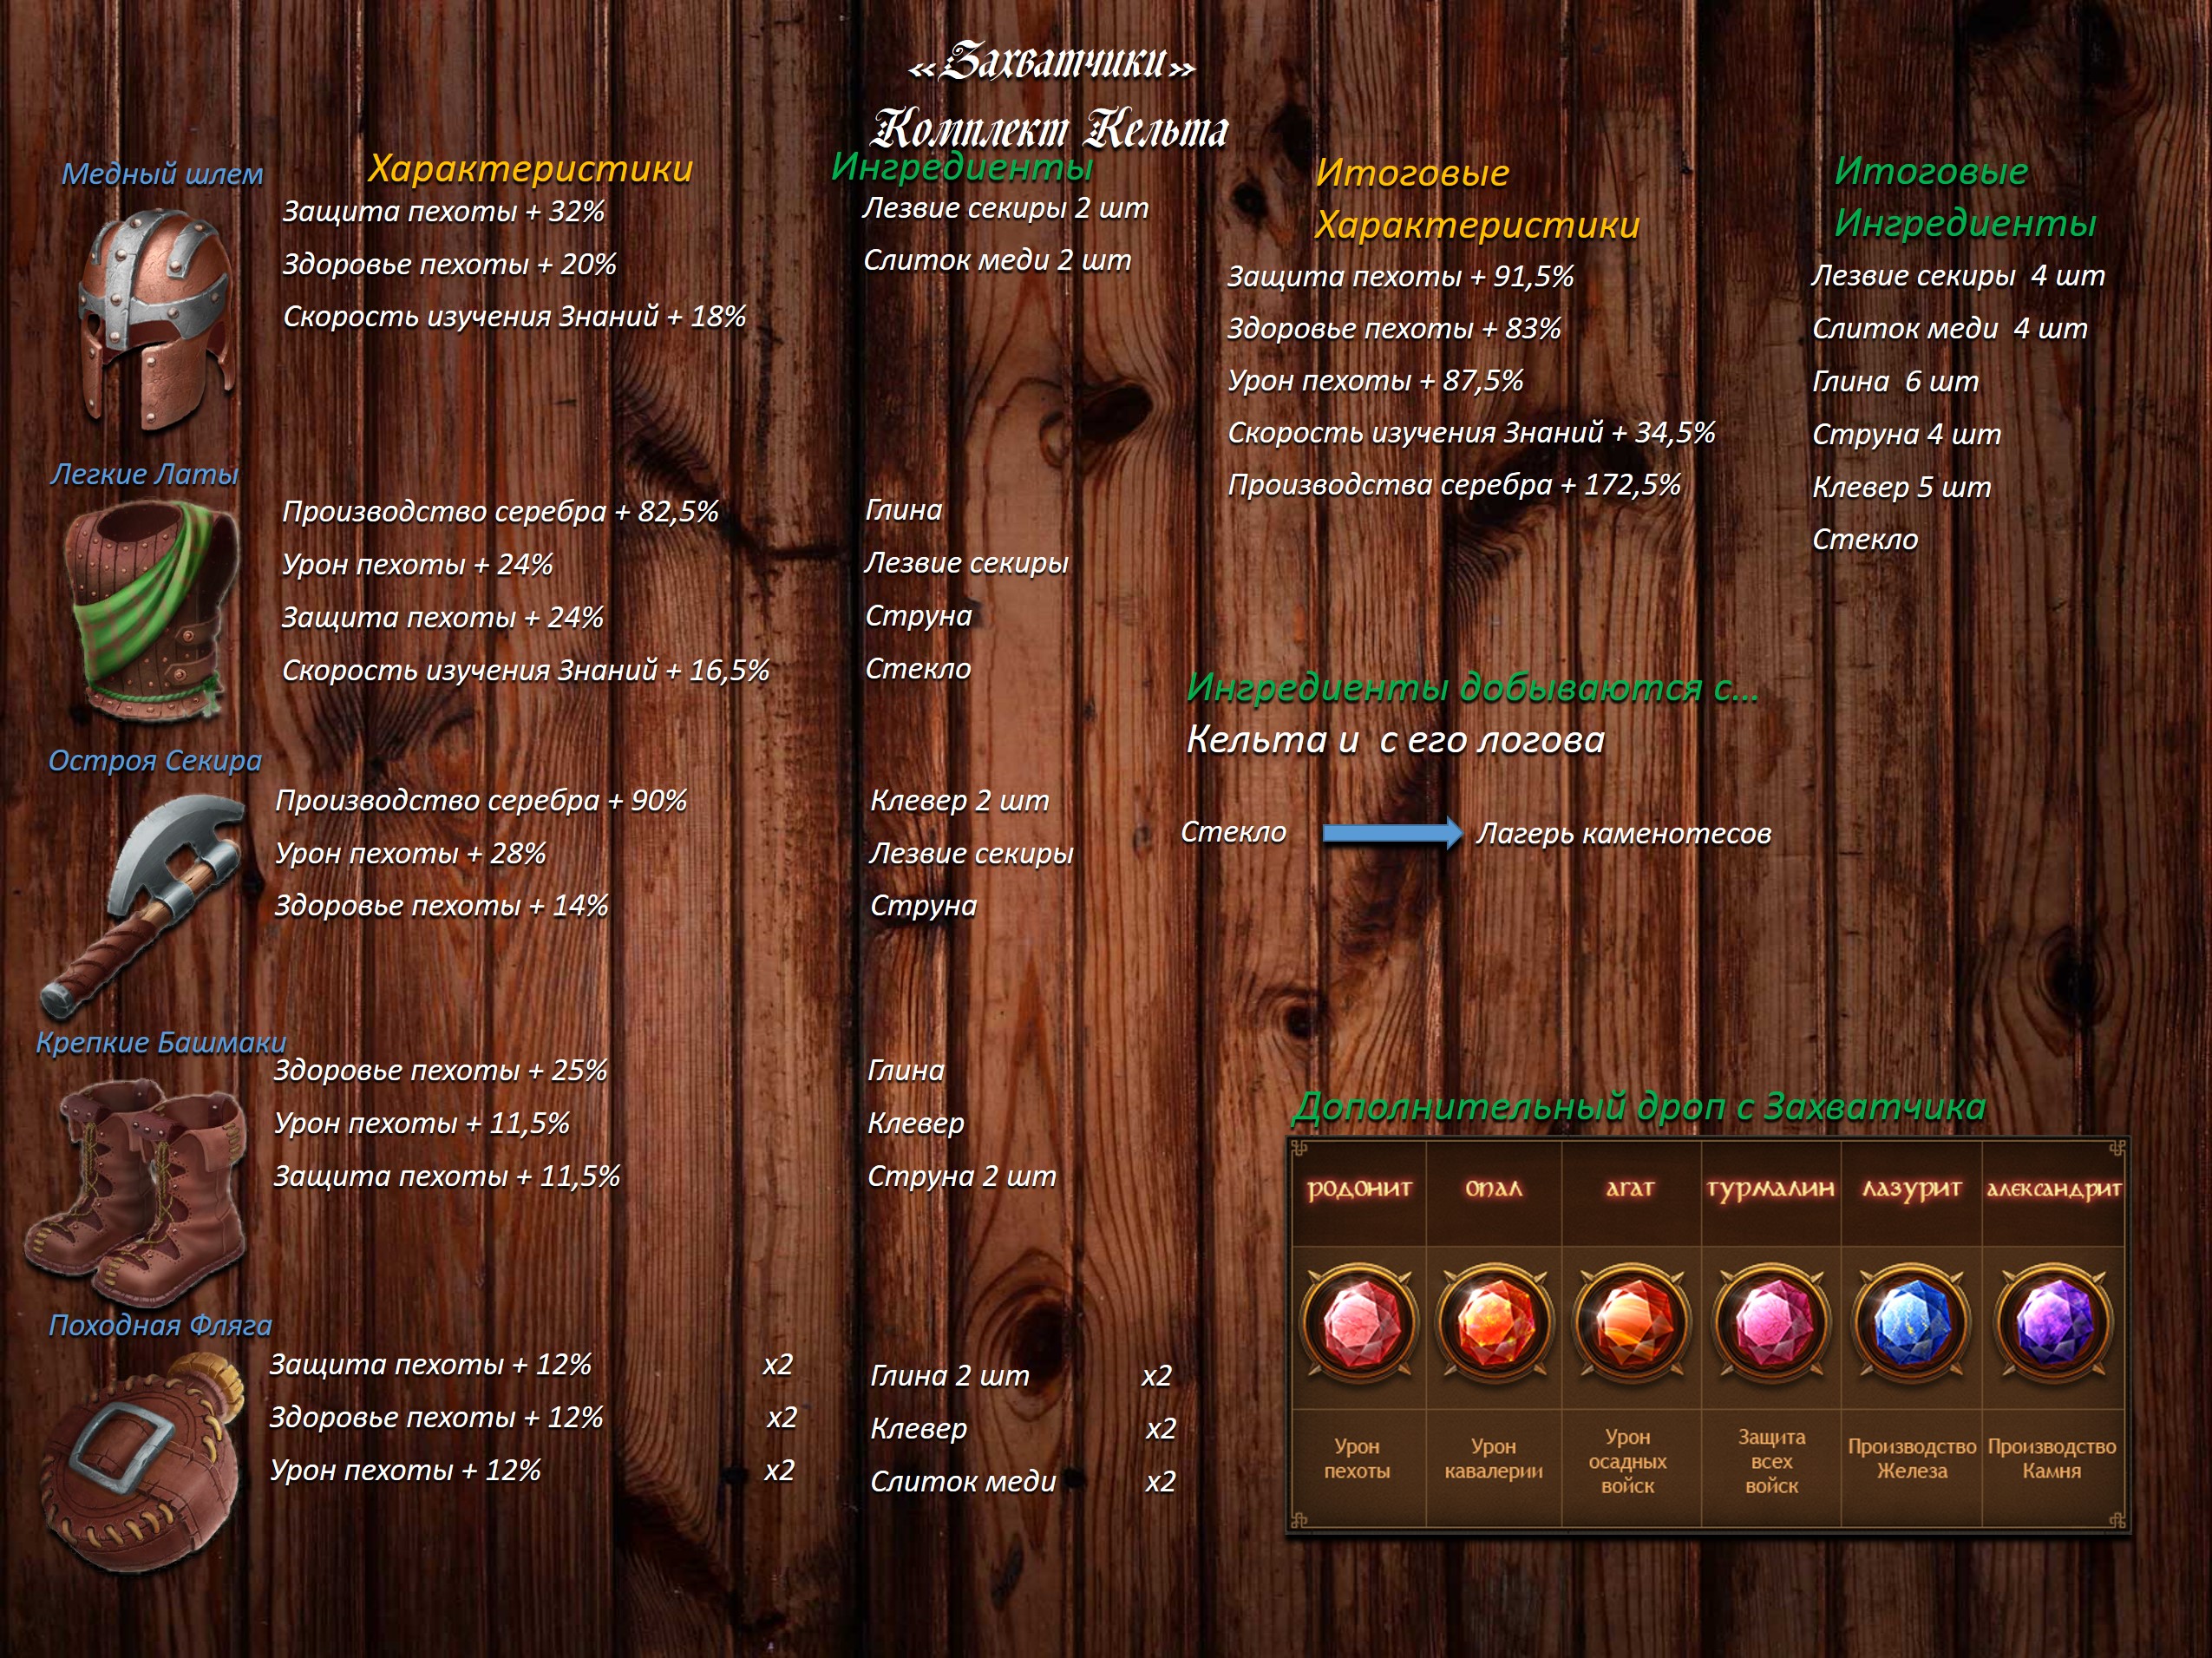 «Захватчики»
Комплект Кельта
Характеристики
Ингредиенты
Медный шлем
Защита пехоты + 32%
Здоровье пехоты + 20%
Скорость изучения Знаний + 18%
Лезвие секиры 2 шт
Слиток меди 2 шт
Легкие Латы
Производство серебра + 82,5%
Урон пехоты + 24%
Защита пехоты + 24%
Скорость изучения Знаний + 16,5%
Глина
Лезвие секиры
Струна
Стекло
Остроя Секира
Производство серебра + 90%
Урон пехоты + 28%
Здоровье пехоты + 14%
Клевер 2 шт
Лезвие секиры
Струна
Крепкие Башмаки
Здоровье пехоты + 25%
Урон пехоты + 11,5%
Защита пехоты + 11,5%
Глина
Клевер
Струна 2 шт
Походная Фляга
Защита пехоты + 12% x2
Здоровье пехоты + 12% x2
Урон пехоты + 12% x2
Глина 2 шт x2
Клевер x2
Слиток меди x2
Итоговые
Характеристики
Защита пехоты + 91,5%
Здоровье пехоты + 83%
Урон пехоты + 87,5%
Скорость изучения Знаний + 34,5%
Производства серебра + 172,5%
Итоговые
Ингредиенты
Лезвие секиры 4 шт
Слиток меди 4 шт
Глина 6 шт
Струна 4 шт
Клевер 5 шт
Стекло
Ингредиенты добываются с...
Кельта и с его логова
Стекло
Лагерь каменотесов
Дополнительный дроп с Захватчика
родонит
опал
агат
турмалин
лазурит
александрит
Урон
пехоты
Урон
кавалерии
Урон
осадных
войск
Защита
всех
войск
Производство
Железа
Производство
Камня